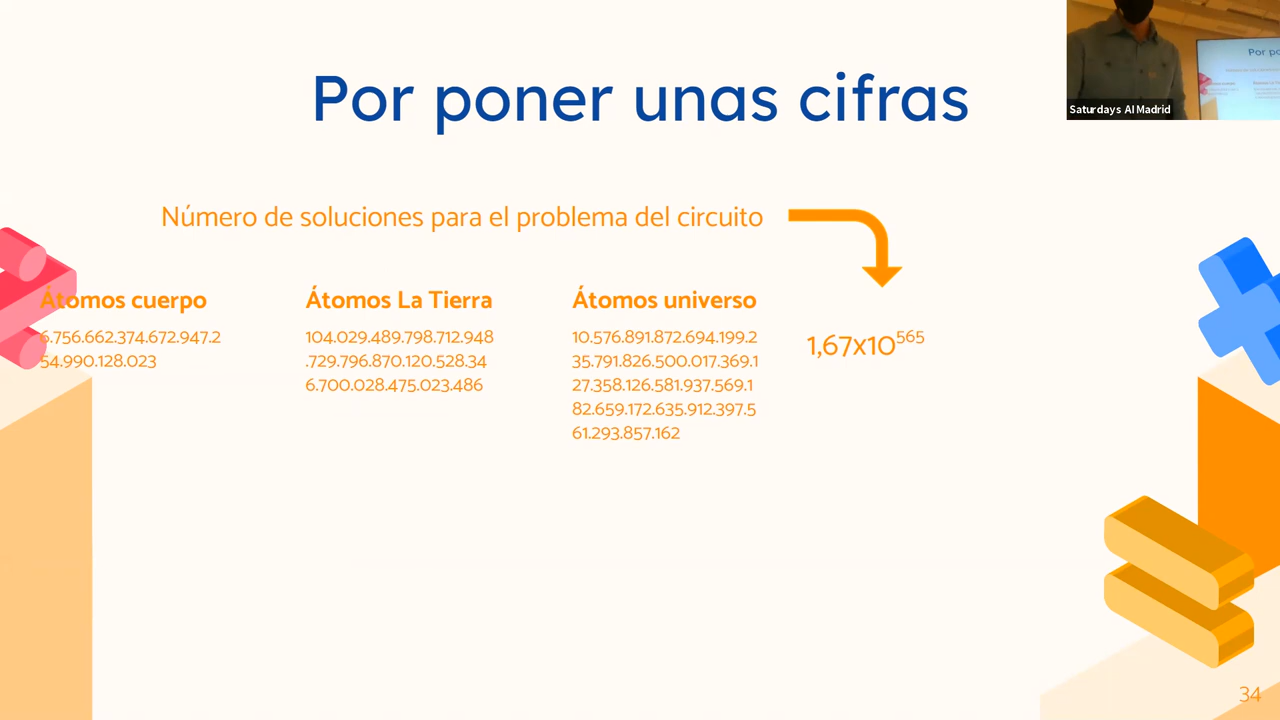 Por poner unas cifras
Saturdays AI Madrid
Número de soluciones para el problema del circuito
Átomos cuerpo
6.756.662.374.672.947.2
54.990.128.023
Átomos La Tierra
104.029.489.798.712.948
.729.796.870.120.528.34
6.700.028.475.023.486
Átomos universo
10.576.891.872.694.199.2
35.791.826.500.017.369.1
27.358.126.581.937.569.1
82.659.172.635.912.397.5
61.293.857.162
1,67x10⁵⁶⁵
34